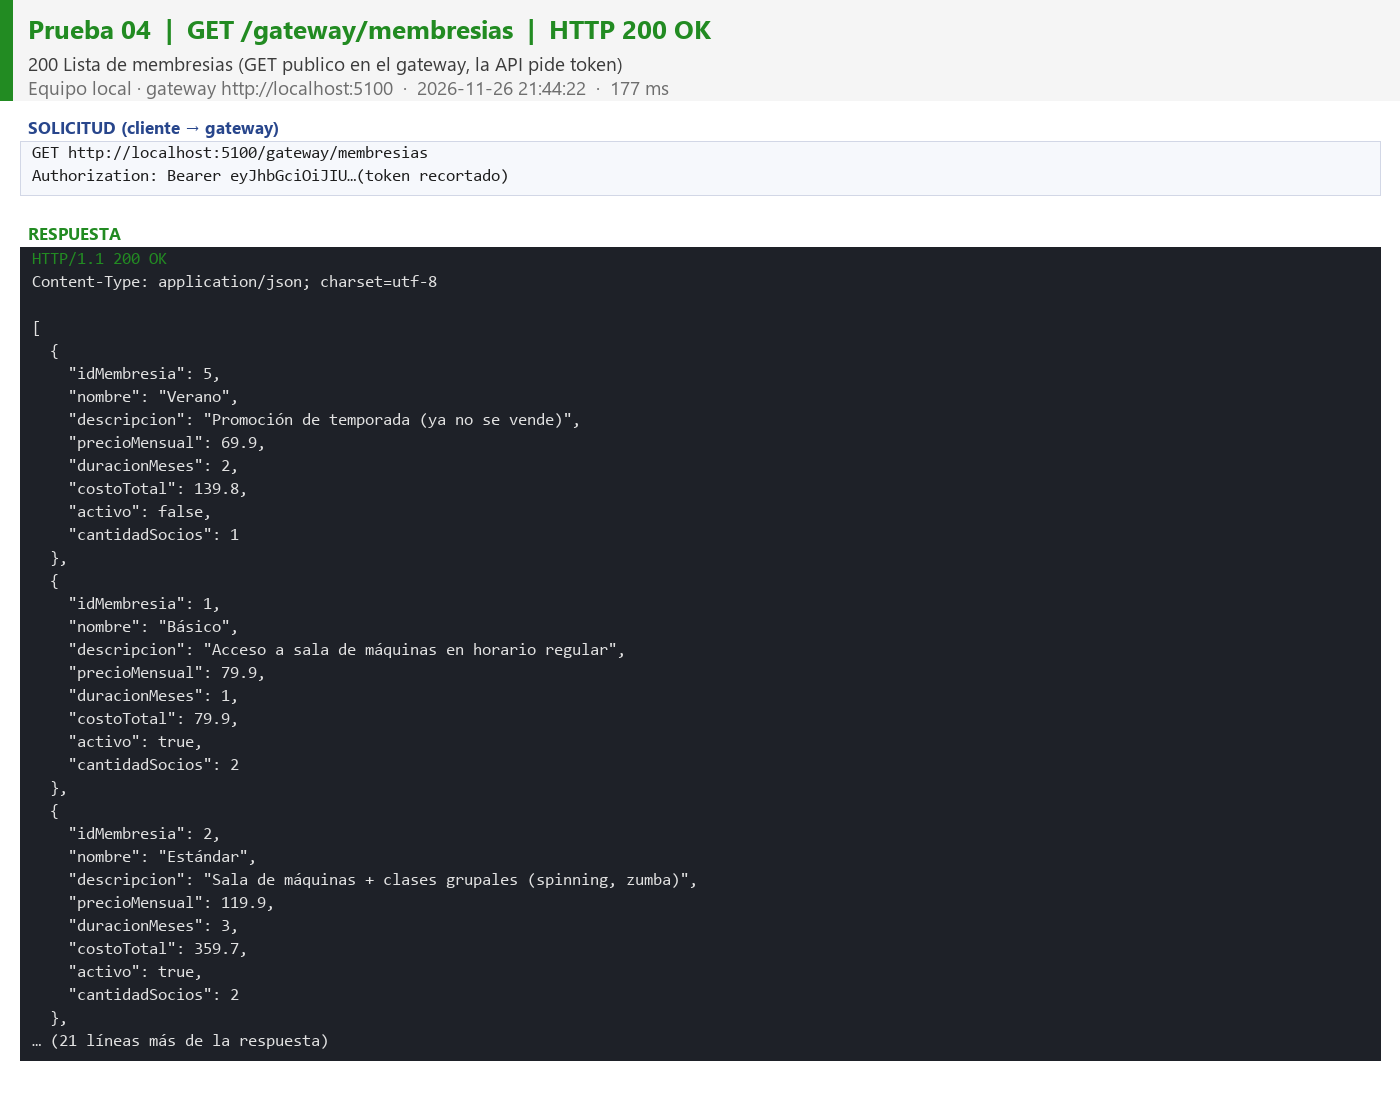 Prueba 04 | GET /gateway/membresias | HTTP 200 OK
200 Lista de membresias (GET publico en el gateway, la API pide token)
Equipo local · gateway http://localhost:5100 · 2026-11-26 21:44:22 · 177 ms
SOLICITUD (cliente → gateway)
GET http://localhost:5100/gateway/membresias
Authorization: Bearer eyJhbGciOiJIU…(token recortado)
RESPUESTA
HTTP/1.1 200 OK
Content-Type: application/json; charset=utf-8
[
  {
    "idMembresia": 5,
    "nombre": "Verano",
    "descripcion": "Promoción de temporada (ya no se vende)",
    "precioMensual": 69.9,
    "duracionMeses": 2,
    "costoTotal": 139.8,
    "activo": false,
    "cantidadSocios": 1
  },
  {
    "idMembresia": 1,
    "nombre": "Básico",
    "descripcion": "Acceso a sala de máquinas en horario regular",
    "precioMensual": 79.9,
    "duracionMeses": 1,
    "costoTotal": 79.9,
    "activo": true,
    "cantidadSocios": 2
  },
  {
    "idMembresia": 2,
    "nombre": "Estándar",
    "descripcion": "Sala de máquinas + clases grupales (spinning, zumba)",
    "precioMensual": 119.9,
    "duracionMeses": 3,
    "costoTotal": 359.7,
    "activo": true,
    "cantidadSocios": 2
  },
… (21 líneas más de la respuesta)